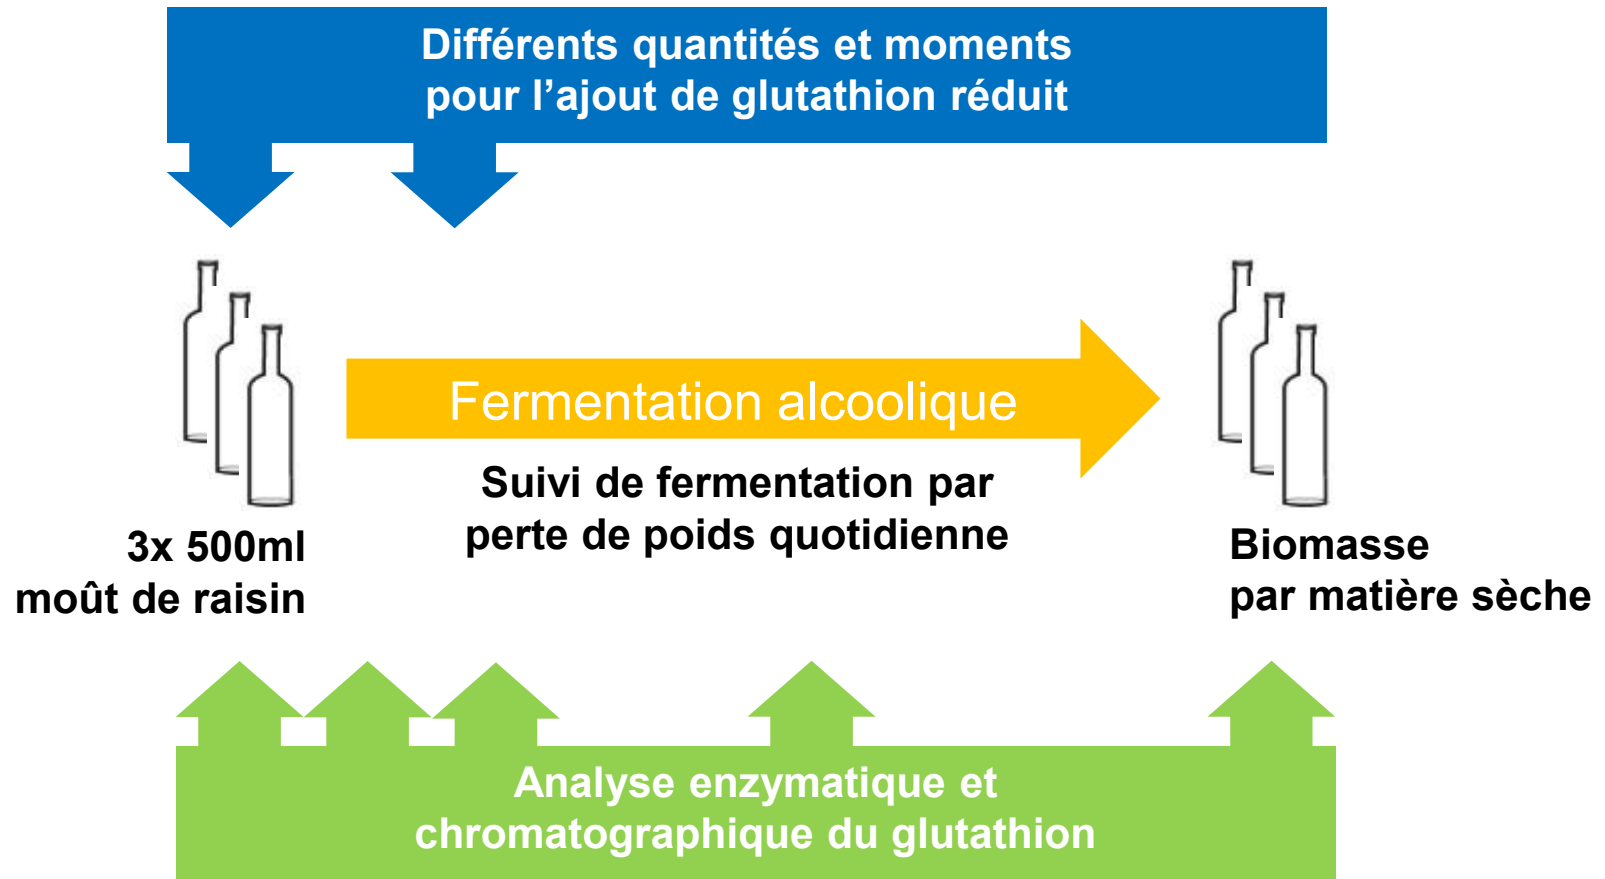 Différents quantités et moments
pour l’ajout de glutathion réduit
Fermentation alcoolique
Suivi de fermentation par
perte de poids quotidienne
3x 500ml
moût de raisin
Biomasse
par matière sèche
Analyse enzymatique et
chromatographique du glutathion